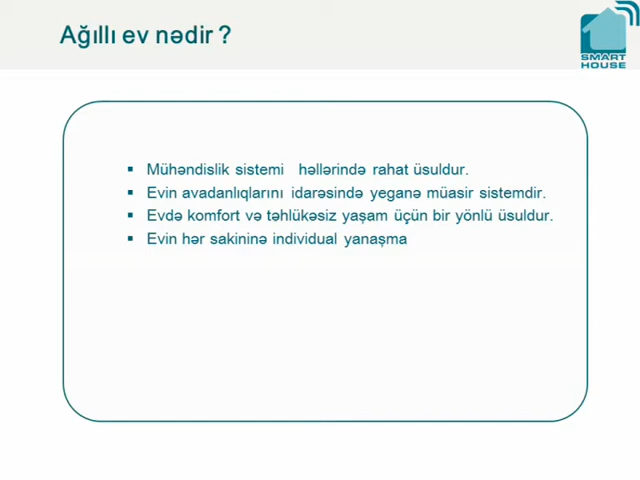 Ağıllı ev nədir ?
SMART
HOUSE
▪ Mühəndislik sistemi həllərində rahat üsuldur.
▪ Evin avadanlıqlarını idarəsində yeganə müasir sistemdir.
▪ Evdə komfort və təhlükəsiz yaşam üçün bir yönlü üsuldur.
▪ Evin hər sakininə individual yanaşma